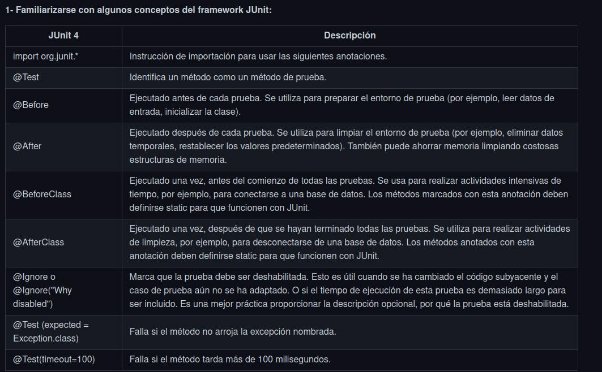 1- Familiarizarse con algunos conceptos del framework JUnit:
JUnit 4 Descripción
import org.junit.* Instrucción de importación para usar las siguientes anotaciones.
@Test Identifica un método como un método de prueba.
@Before Ejecutado antes de cada prueba. Se utiliza para preparar el entorno de prueba (por ejemplo, leer datos de
entrada, inicializar la clase).
@After Ejecutado después de cada prueba. Se utiliza para limpiar el entorno de prueba (por ejemplo, eliminar datos
temporales, restablecer los valores predeterminados). También puede ahorrar memoria limpiando costosas
estructuras de memoria.
@BeforeClass Ejecutado una vez, antes del comienzo de todas las pruebas. Se usa para realizar actividades intensivas de
tiempo, por ejemplo, para conectarse a una base de datos. Los métodos marcados con esta anotación deben
definirse static para que funcionen con JUnit.
@AfterClass Ejecutado una vez, después de que se hayan terminado todas las pruebas. Se utiliza para realizar actividades
de limpieza, por ejemplo, para desconectarse de una base de datos. Los métodos anotados con esta
anotación deben definirse static para que funcionen con JUnit.
@Ignore o
@Ignore("Why
disabled")
Marca que la prueba debe ser deshabilitada. Esto es útil cuando se ha cambiado el código subyacente y el
caso de prueba aún no se ha adaptado. O si el tiempo de ejecución de esta prueba es demasiado largo para
ser incluido. Es una mejor práctica proporcionar la descripción opcional, por qué la prueba está deshabilitada.
@Test (expected =
Exception.class)
Falla si el método no arroja la excepción nombrada.
@Test(timeout=100) Falla si el método tarda más de 100 milisegundos.